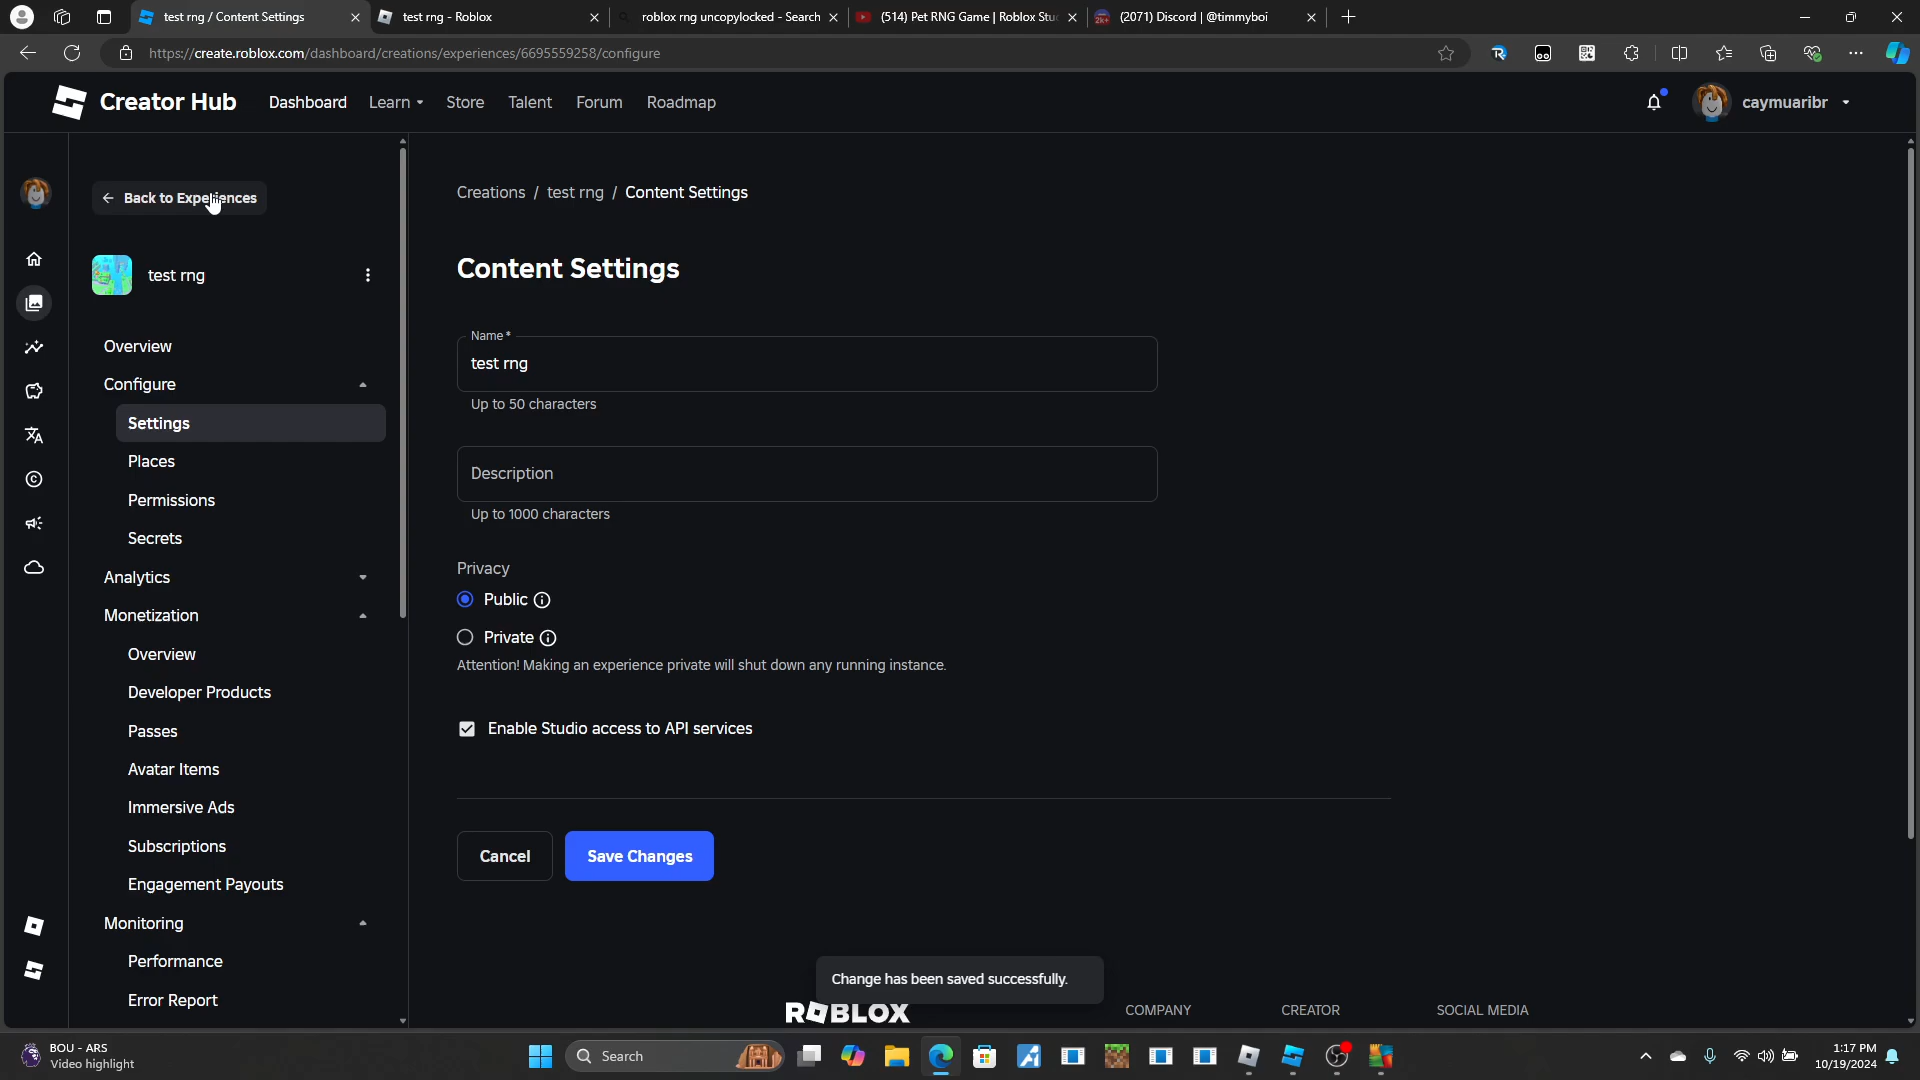 test rng / Content Settings
test rng - Roblox
roblox rng uncopylocked - Search
(514) Pet RNG Game | Roblox Stu
(2071) Discord | @timmyboi
https://create.roblox.com/dashboard/creations/experiences/6695559258/configure
Creator Hub
Dashboard
Learn
Store
Talent
Forum
Roadmap
caymuaribr
Back to Experiences
test rng
Overview
Configure
Settings
Places
Permissions
Secrets
Analytics
Monetization
Overview
Developer Products
Passes
Avatar Items
Immersive Ads
Subscriptions
Engagement Payouts
Monitoring
Performance
Error Report
Creations / test rng / Content Settings
Content Settings
Name*
test rng
Up to 50 characters
Description
Up to 1000 characters
Privacy
Public
Private
Attention! Making an experience private will shut down any running instance.
Enable Studio access to API services
Cancel
Save Changes
Change has been saved successfully.
ROBLOX
COMPANY
CREATOR
SOCIAL MEDIA
BOU - ARS
Video highlight
Search
1:17 PM
10/19/2024